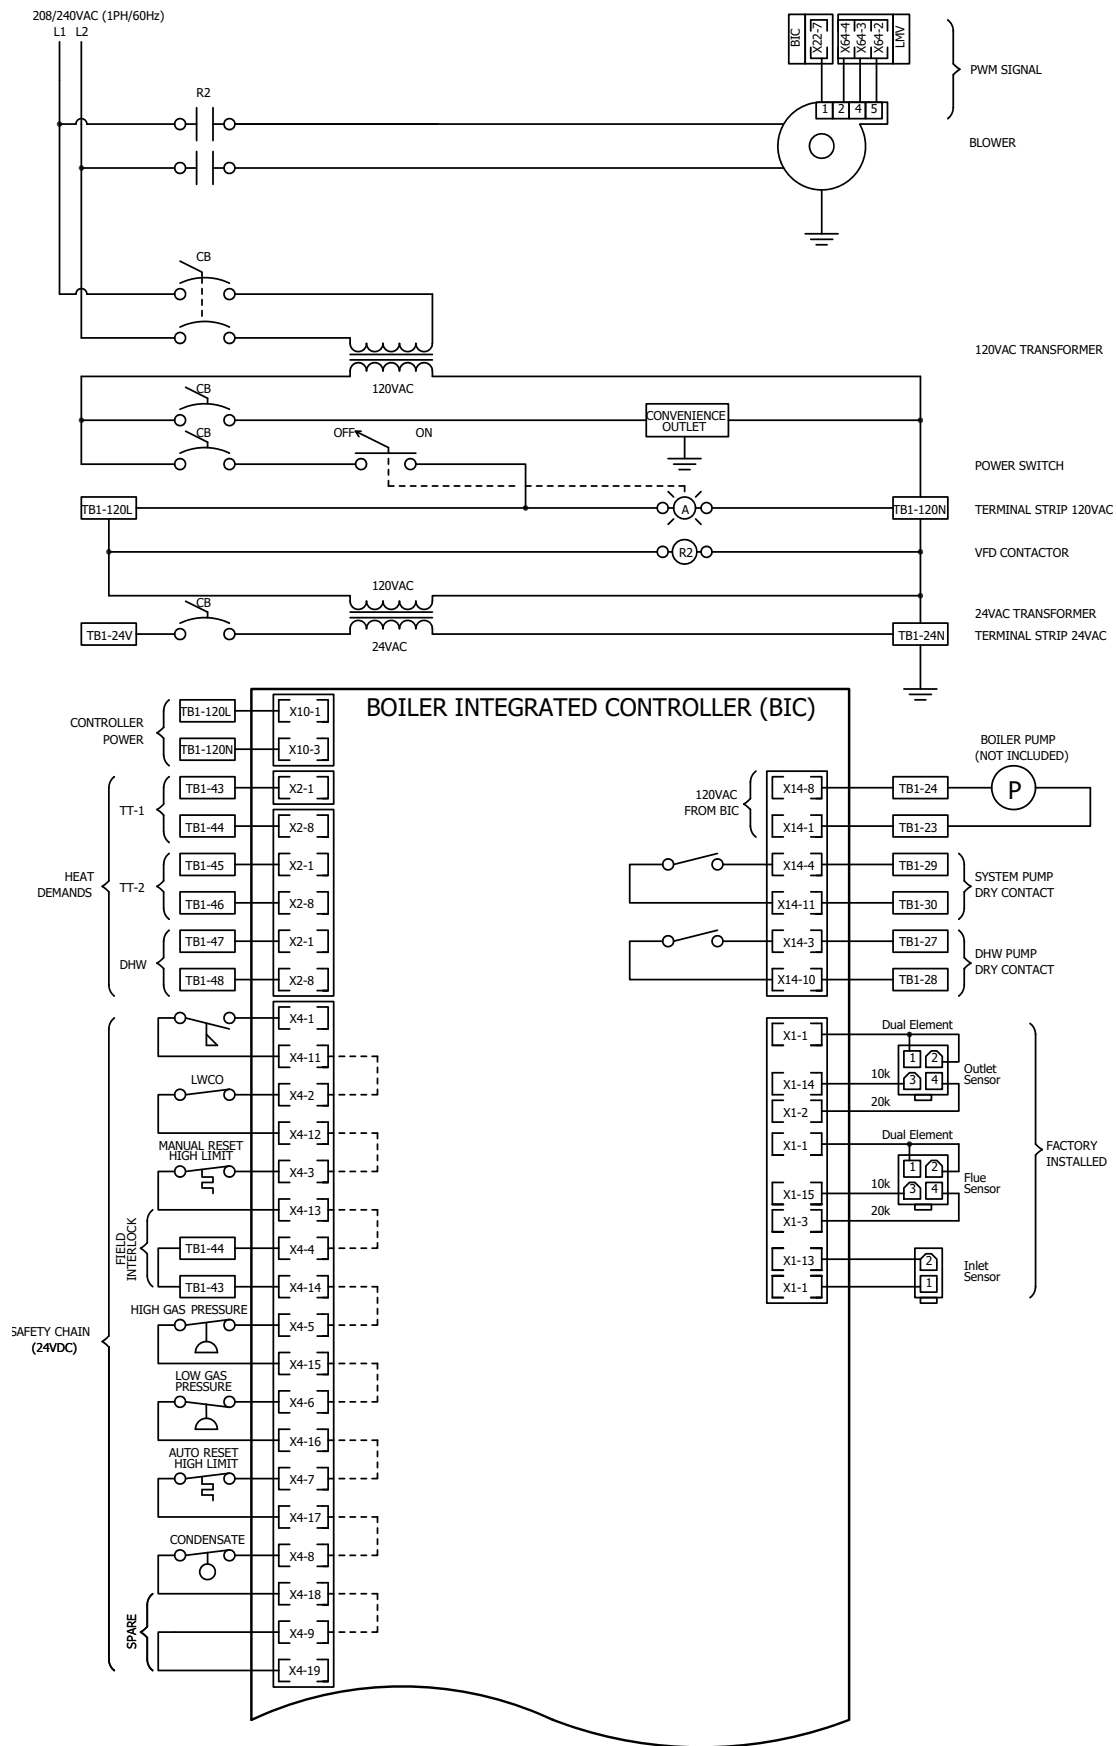 208/240VAC (1PH/60Hz)
L1 L2
BIC
X22-7
X64-4
X64-3
X64-2
LMV
PWM SIGNAL
R2
1 2 4 5
BLOWER
CB
120VAC TRANSFORMER
120VAC
CB
CONVENIENCE
OUTLET
CB
OFF ON
POWER SWITCH
TB1-120L
A
TB1-120N
TERMINAL STRIP 120VAC
R2
VFD CONTACTOR
120VAC
CB
24VAC TRANSFORMER
TB1-24V
TB1-24N
TERMINAL STRIP 24VAC
24VAC
BOILER INTEGRATED CONTROLLER (BIC)
CONTROLLER
POWER
TB1-120L
X10-1
TB1-120N
X10-3
HEAT
DEMANDS
TT-1
TB1-43
X2-1
TB1-44
X2-8
TT-2
TB1-45
X2-1
TB1-46
X2-8
DHW
TB1-47
X2-1
TB1-48
X2-8
BOILER PUMP
(NOT INCLUDED)
P
120VAC
FROM BIC
X14-8
TB1-24
X14-1
TB1-23
X14-4
TB1-29
X14-11
TB1-30
SYSTEM PUMP
DRY CONTACT
X14-3
TB1-27
X14-10
TB1-28
DHW PUMP
DRY CONTACT
SAFETY CHAIN
(24VDC)
X4-1
X4-11
LWCO
X4-2
X4-12
MANUAL RESET
HIGH LIMIT
X4-3
X4-13
FIELD
INTERLOCK
TB1-44
X4-4
TB1-43
X4-14
HIGH GAS PRESSURE
X4-5
X4-15
LOW GAS
PRESSURE
X4-6
X4-16
AUTO RESET
HIGH LIMIT
X4-7
X4-17
CONDENSATE
X4-8
X4-18
SPARE
X4-9
X4-19
X1-1
Dual Element
1 2
3 4
Outlet
Sensor
X1-14
10k
X1-2
20k
X1-1
Dual Element
1 2
3 4
Flue
Sensor
X1-15
10k
X1-3
20k
X1-13
2
X1-1
1
Inlet
Sensor
FACTORY
INSTALLED